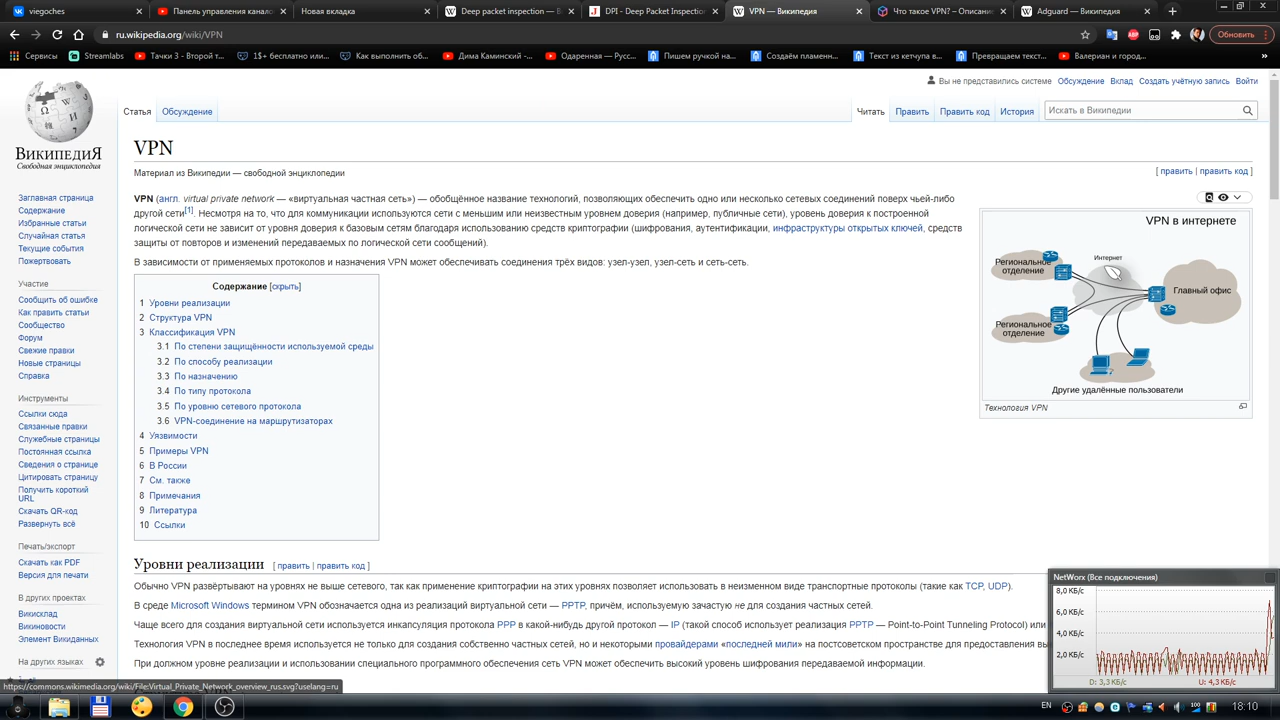 viegoches
Панель управления канало
Новая вкладка
Deep packet inspection — В
DPI - Deep Packet Inspection
VPN — Википедия
Что такое VPN? – Описани
Adguard — Википедия
ru.wikipedia.org/wiki/VPN
Обновить
Сервисы
Streamlabs
Тачки 3 - Второй т...
1$+ бесплатно или...
Как выполнить об...
Дима Каминский -...
Одаренная — Русс...
Пишем ручкой на...
Создаём пламенн...
Текст из кетчупа в...
Превращаем текст...
Валериан и город...
Вы не представились системе
Обсуждение
Вклад
Создать учётную запись
Войти
Статья
Обсуждение
Читать
Править
Править код
История
Искать в Википедии
ВикипедиЯ
Свободная энциклопедия
VPN
Материал из Википедии — свободной энциклопедии
[ править | править код ]
VPN (англ. virtual private network — «виртуальная частная сеть») — обобщённое название технологий, позволяющих обеспечить одно или несколько сетевых соединений поверх чьей-либо
другой сети[1]. Несмотря на то, что для коммуникации используются сети с меньшим или неизвестным уровнем доверия (например, публичные сети), уровень доверия к построенной
логической сети не зависит от уровня доверия к базовым сетям благодаря использованию средств криптографии (шифрования, аутентификации, инфраструктуры открытых ключей, средств
защиты от повторов и изменений передаваемых по логической сети сообщений).
В зависимости от применяемых протоколов и назначения VPN может обеспечивать соединения трёх видов: узел-узел, узел-сеть и сеть-сеть.
Содержание [скрыть]
1 Уровни реализации
2 Структура VPN
3 Классификация VPN
3.1 По степени защищённости используемой среды
3.2 По способу реализации
3.3 По назначению
3.4 По типу протокола
3.5 По уровню сетевого протокола
3.6 VPN-соединение на маршрутизаторах
4 Уязвимости
5 Примеры VPN
6 В России
7 См. также
8 Примечания
9 Литература
10 Ссылки
VPN в интернете
Интернет
Региональное
отделение
Главный офис
Региональное
отделение
Другие удалённые пользователи
Технология VPN
Заглавная страница
Содержание
Избранные статьи
Случайная статья
Текущие события
Пожертвовать
Участие
Сообщить об ошибке
Как править статьи
Сообщество
Форум
Свежие правки
Новые страницы
Справка
Инструменты
Ссылки сюда
Связанные правки
Служебные страницы
Постоянная ссылка
Сведения о странице
Цитировать страницу
Получить короткий
URL
Скачать QR-код
Развернуть всё
Печать/экспорт
Скачать как PDF
Версия для печати
В других проектах
Викисклад
Викиновости
Элемент Викиданных
На других языках
Уровни реализации [ править | править код ]
Обычно VPN развёртывают на уровнях не выше сетевого, так как применение криптографии на этих уровнях позволяет использовать в неизменном виде транспортные протоколы (такие как TCP, UDP).
В среде Microsoft Windows термином VPN обозначается одна из реализаций виртуальной сети — PPTP, причём, используемую зачастую не для создания частных сетей.
Чаще всего для создания виртуальной сети используется инкапсуляция протокола PPP в какой-нибудь другой протокол — IP (такой способ использует реализация PPTP — Point-to-Point Tunneling Protocol) или
Технология VPN в последнее время используется не только для создания собственно частных сетей, но и некоторыми провайдерами «последней мили» на постсоветском пространстве для предоставления вы
При должном уровне реализации и использовании специального программного обеспечения сеть VPN может обеспечить высокий уровень шифрования передаваемой информации.
NetWorx (Все подключения)
8,0 КБ/с
6,0 КБ/с
4,0 КБ/с
2,0 КБ/с
D: 3,3 КБ/с
U: 4,3 КБ/с
https://commons.wikimedia.org/wiki/File:Virtual_Private_Network_overview_rus.svg?uselang=ru
EN
100
18:10